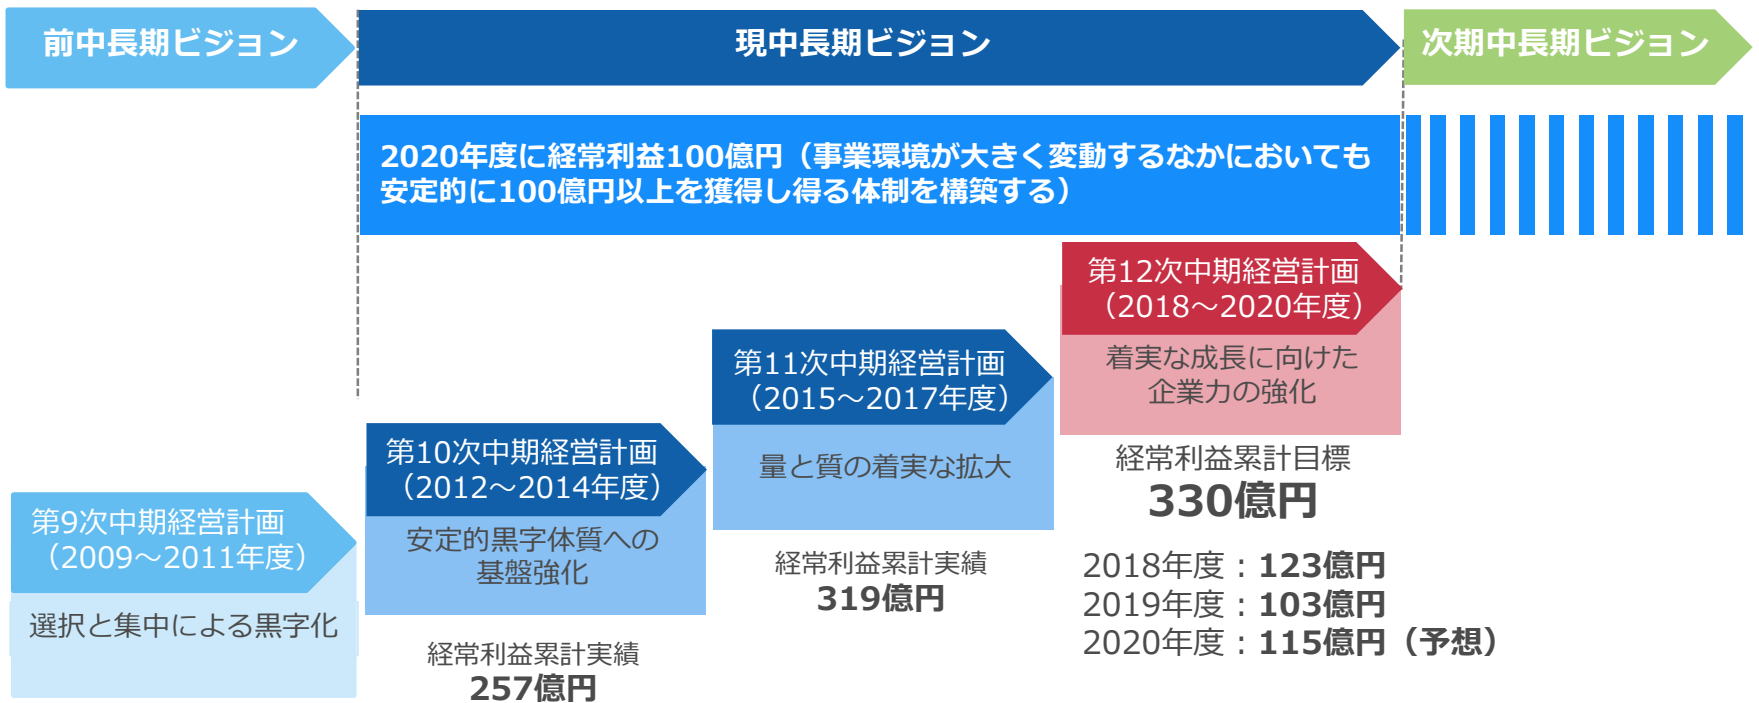 前中長期ビジョン
現中長期ビジョン
次期中長期ビジョン
2020年度に経常利益100億円（事業環境が大きく変動するなかにおいても
安定的に100億円以上を獲得し得る体制を構築する）
第9次中期経営計画
（2009～2011年度）
選択と集中による黒字化
第10次中期経営計画
（2012～2014年度）
安定的黒字体質への
基盤強化
経常利益累計実績
257億円
第11次中期経営計画
（2015～2017年度）
量と質の着実な拡大
経常利益累計実績
319億円
第12次中期経営計画
（2018～2020年度）
着実な成長に向けた
企業力の強化
経常利益累計目標
330億円
2018年度：123億円
2019年度：103億円
2020年度：115億円（予想）